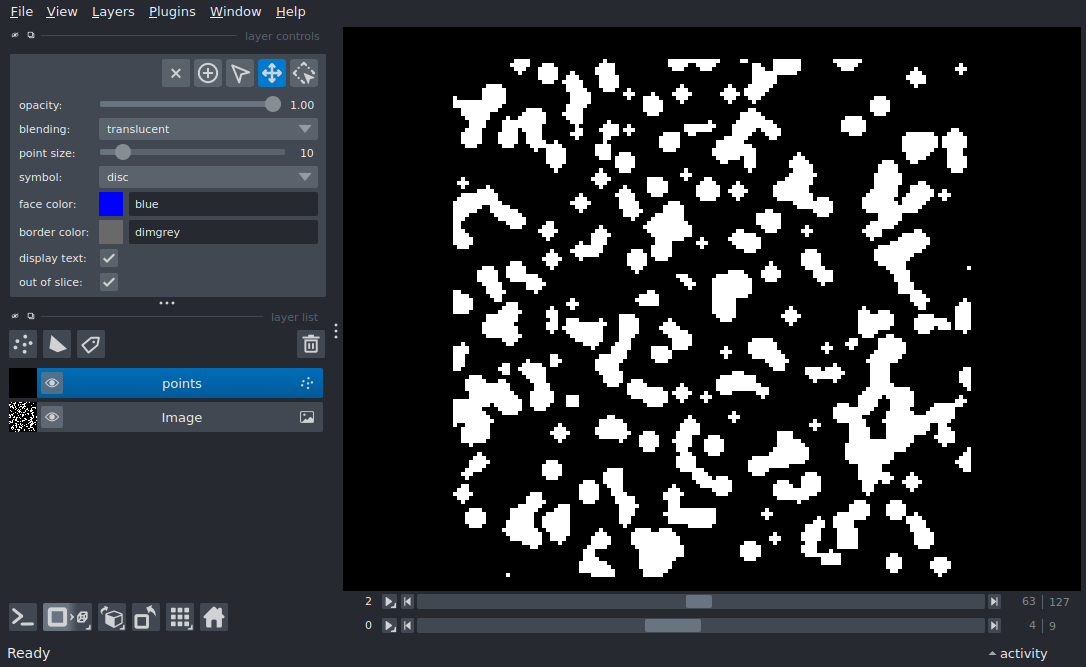 File View Layers Plugins Window Help
layer controls
opacity: 1.00
blending: translucent
point size: 10
symbol: disc
face color: blue
border color: dimgrey
display text:
out of slice:
layer list
points
Image
2 63 127
0 4 9
Ready activity